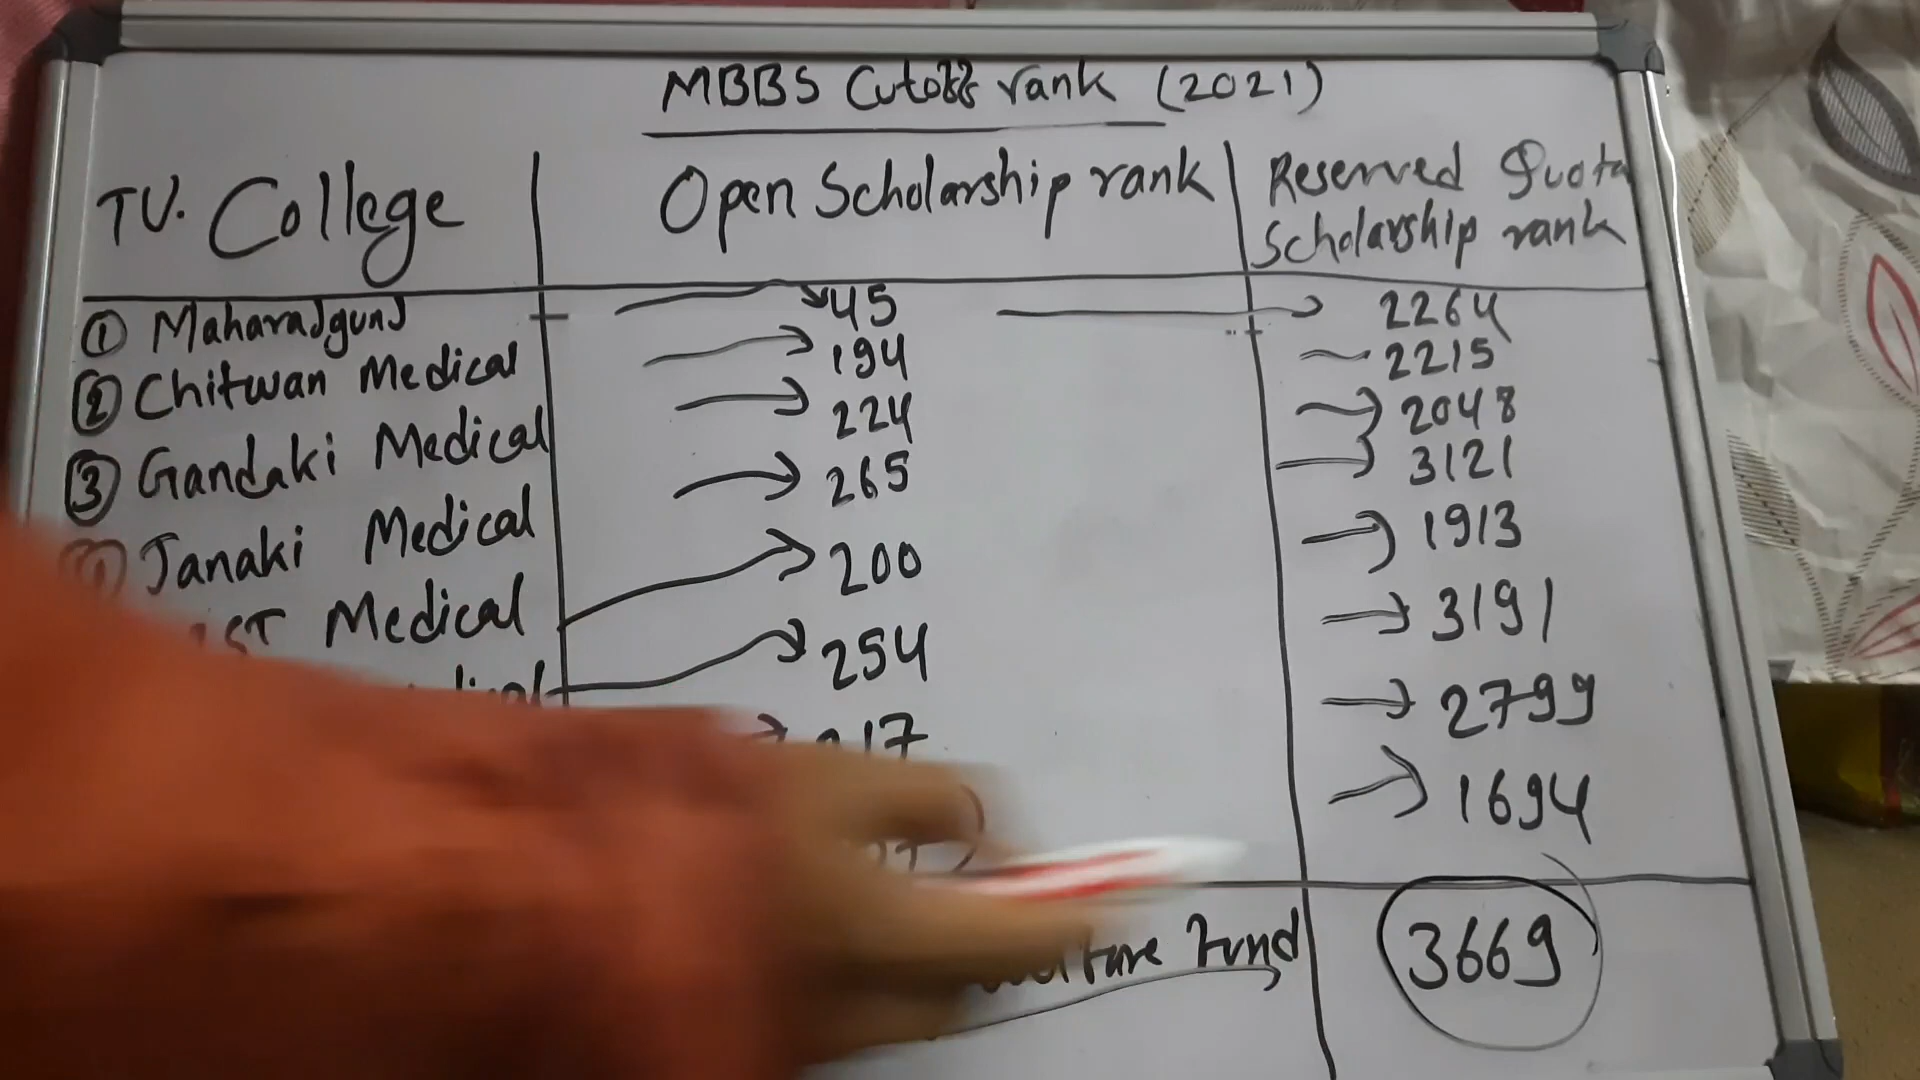 MBBS Cutoff rank (2021)
TU. College Open Scholarship rank Reserved Quota
Scholarship rank
① Maharajgunj → 45 → 2264
② Chitwan Medical → 194 – 2215
③ Gandaki Medical → 224 → 2048
Janaki Medical → 265 → 3121
Medical → 200 → 1913
→ 254 → 3191
→ 17 → 2799
→ 1694
Fund 3669